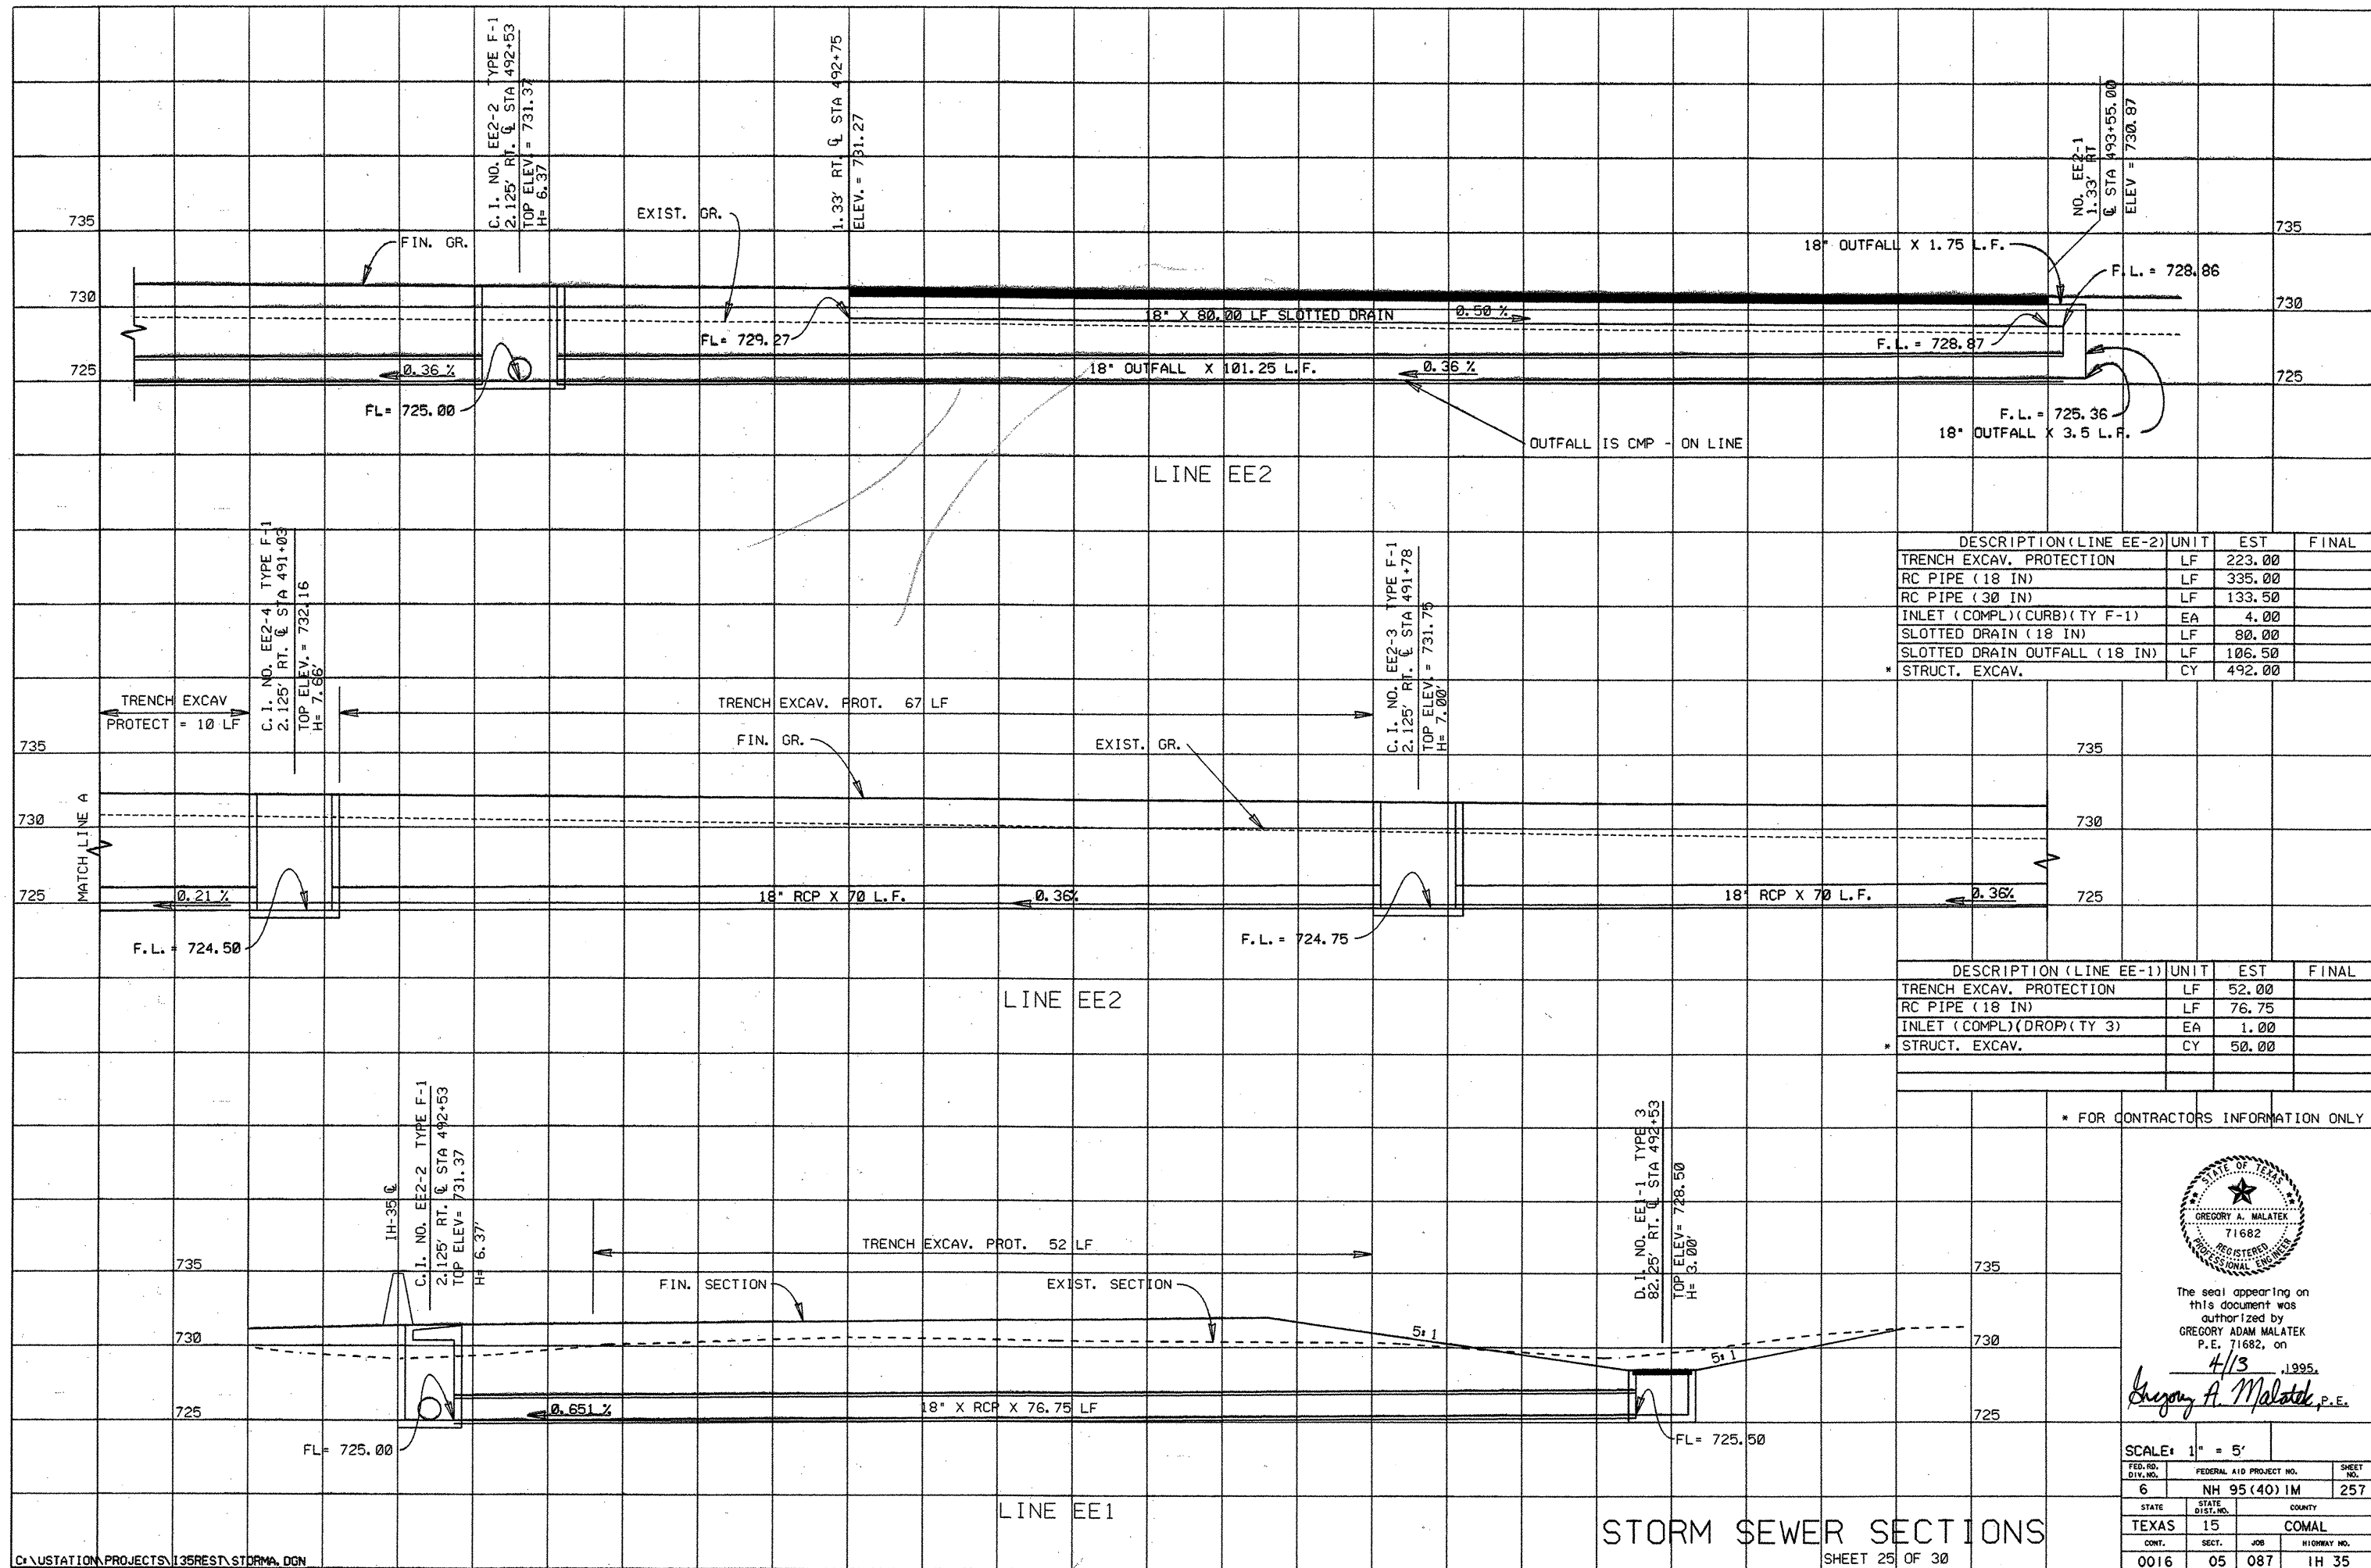 C. I. NO. EE2-2 TYPE F-1
2.125' RT. ℄ STA 492+53
TOP ELEV. = 731.37
H= 6.37'
1.33' RT. ℄ STA 492+75
ELEV. = 731.27
NO. EE2-1
1.33' RT
℄ STA 493+55.00
ELEV = 730.87
735
735
FIN. GR.
EXIST. GR.
18" OUTFALL X 1.75 L.F.
F.L. = 728.86
730
730
18" X 80.00 LF SLOTTED DRAIN
0.50 %
FL= 729.27
F.L. = 728.87
725
0.36 %
18" OUTFALL X 101.25 L.F.
0.36 %
725
FL= 725.00
F.L. = 725.36
18" OUTFALL X 3.5 L.F.
OUTFALL IS CMP - ON LINE
LINE EE2
DESCRIPTION(LINE EE-2) UNIT EST FINAL
TRENCH EXCAV. PROTECTION LF 223.00
RC PIPE (18 IN) LF 335.00
RC PIPE (30 IN) LF 133.50
INLET (COMPL)(CURB)(TY F-1) EA 4.00
SLOTTED DRAIN (18 IN) LF 80.00
SLOTTED DRAIN OUTFALL (18 IN) LF 106.50
* STRUCT. EXCAV. CY 492.00
C. I. NO. EE2-4 TYPE F-1
2.125' RT. ℄ STA 491+03
TOP ELEV. = 732.16
H= 7.66'
C. I. NO. EE2-3 TYPE F-1
2.125' RT. ℄ STA 491+78
TOP ELEV. = 731.75
H= 7.00'
TRENCH EXCAV
PROTECT = 10 LF
TRENCH EXCAV. PROT. 67 LF
735
FIN. GR.
EXIST. GR.
735
MATCH LINE A
730
730
725
0.21 %
18" RCP X 70 L.F.
0.36%
18" RCP X 70 L.F.
0.36%
725
F.L. = 724.50
F.L. = 724.75
LINE EE2
DESCRIPTION (LINE EE-1) UNIT EST FINAL
TRENCH EXCAV. PROTECTION LF 52.00
RC PIPE (18 IN) LF 76.75
INLET (COMPL)(DROP)(TY 3) EA 1.00
* STRUCT. EXCAV. CY 50.00
* FOR CONTRACTORS INFORMATION ONLY
IH-35 ℄
C.I. NO. EE2-2 TYPE F-1
2.125' RT. ℄ STA 492+53
TOP ELEV= 731.37
H= 6.37'
D.I. NO. EE1-1 TYPE 3
82.25' RT. ℄ STA 492+53
TOP ELEV= 728.50
H= 3.00'
TRENCH EXCAV. PROT. 52 LF
735
FIN. SECTION
EXIST. SECTION
735
730
5:1
5:1
730
725
0.651 %
18" X RCP X 76.75 LF
725
FL= 725.00
FL= 725.50
LINE EE1
STATE OF TEXAS
GREGORY A. MALATEK
71682
REGISTERED
PROFESSIONAL ENGINEER
The seal appearing on
this document was
authorized by
GREGORY ADAM MALATEK
P.E. 71682, on
4/13 ,1995.
Gregory A. Malatek, P.E.
SCALE: 1" = 5'
FED.RD. DIV.NO. FEDERAL AID PROJECT NO. SHEET NO.
6 NH 95(40)IM 257
STATE STATE DIST.NO. COUNTY
TEXAS 15 COMAL
CONT. SECT. JOB HIGHWAY NO.
0016 05 087 IH 35
STORM SEWER SECTIONS
SHEET 25 OF 30
C:\USTATION\PROJECTS\I35REST\STORMA.DGN